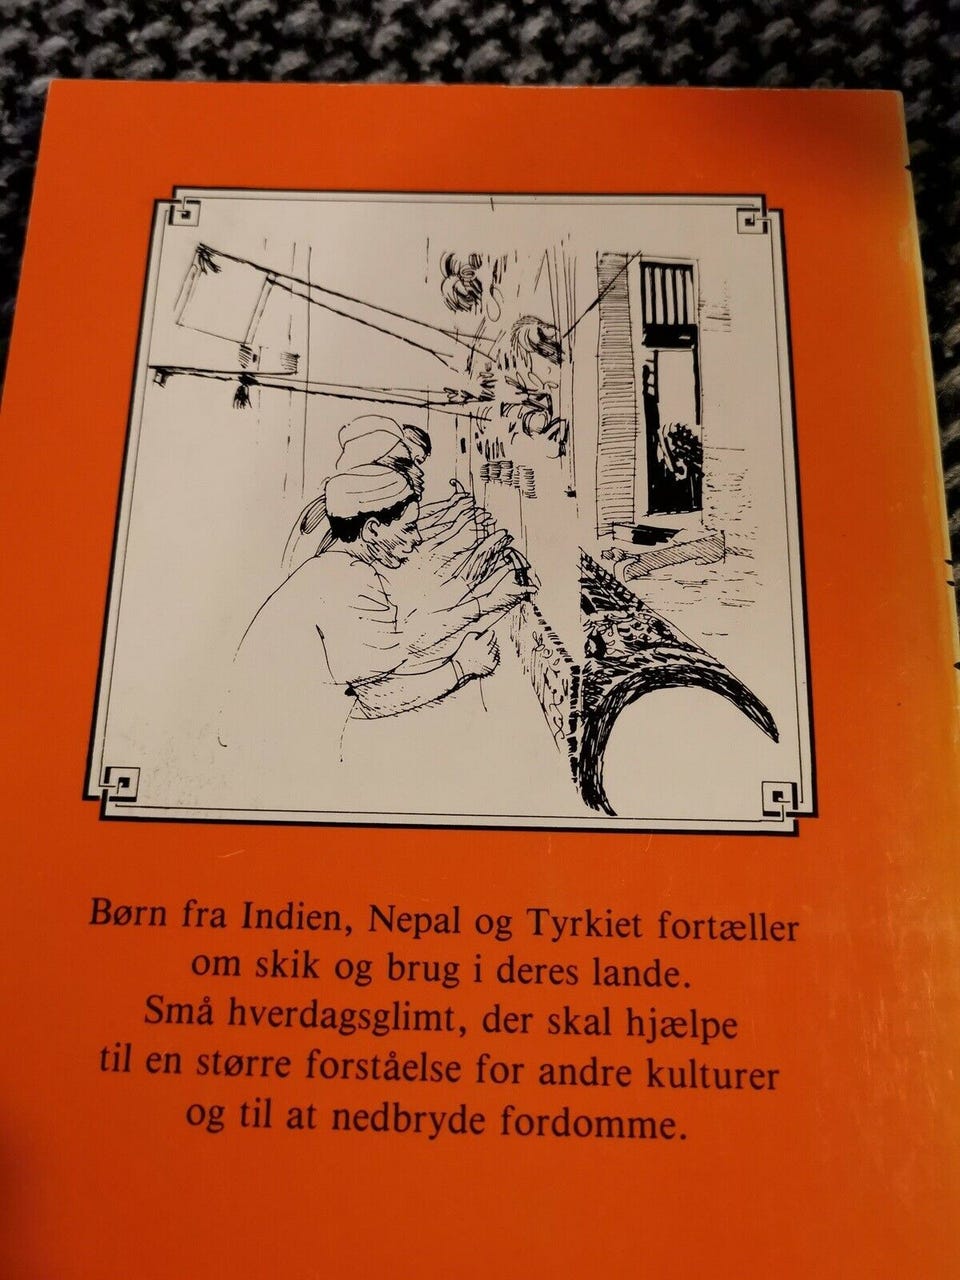 Børn fra Indien, Nepal og Tyrkiet fortæller
om skik og brug i deres lande.
Små hverdagsglimt, der skal hjælpe
til en større forståelse for andre kulturer
og til at nedbryde fordomme.